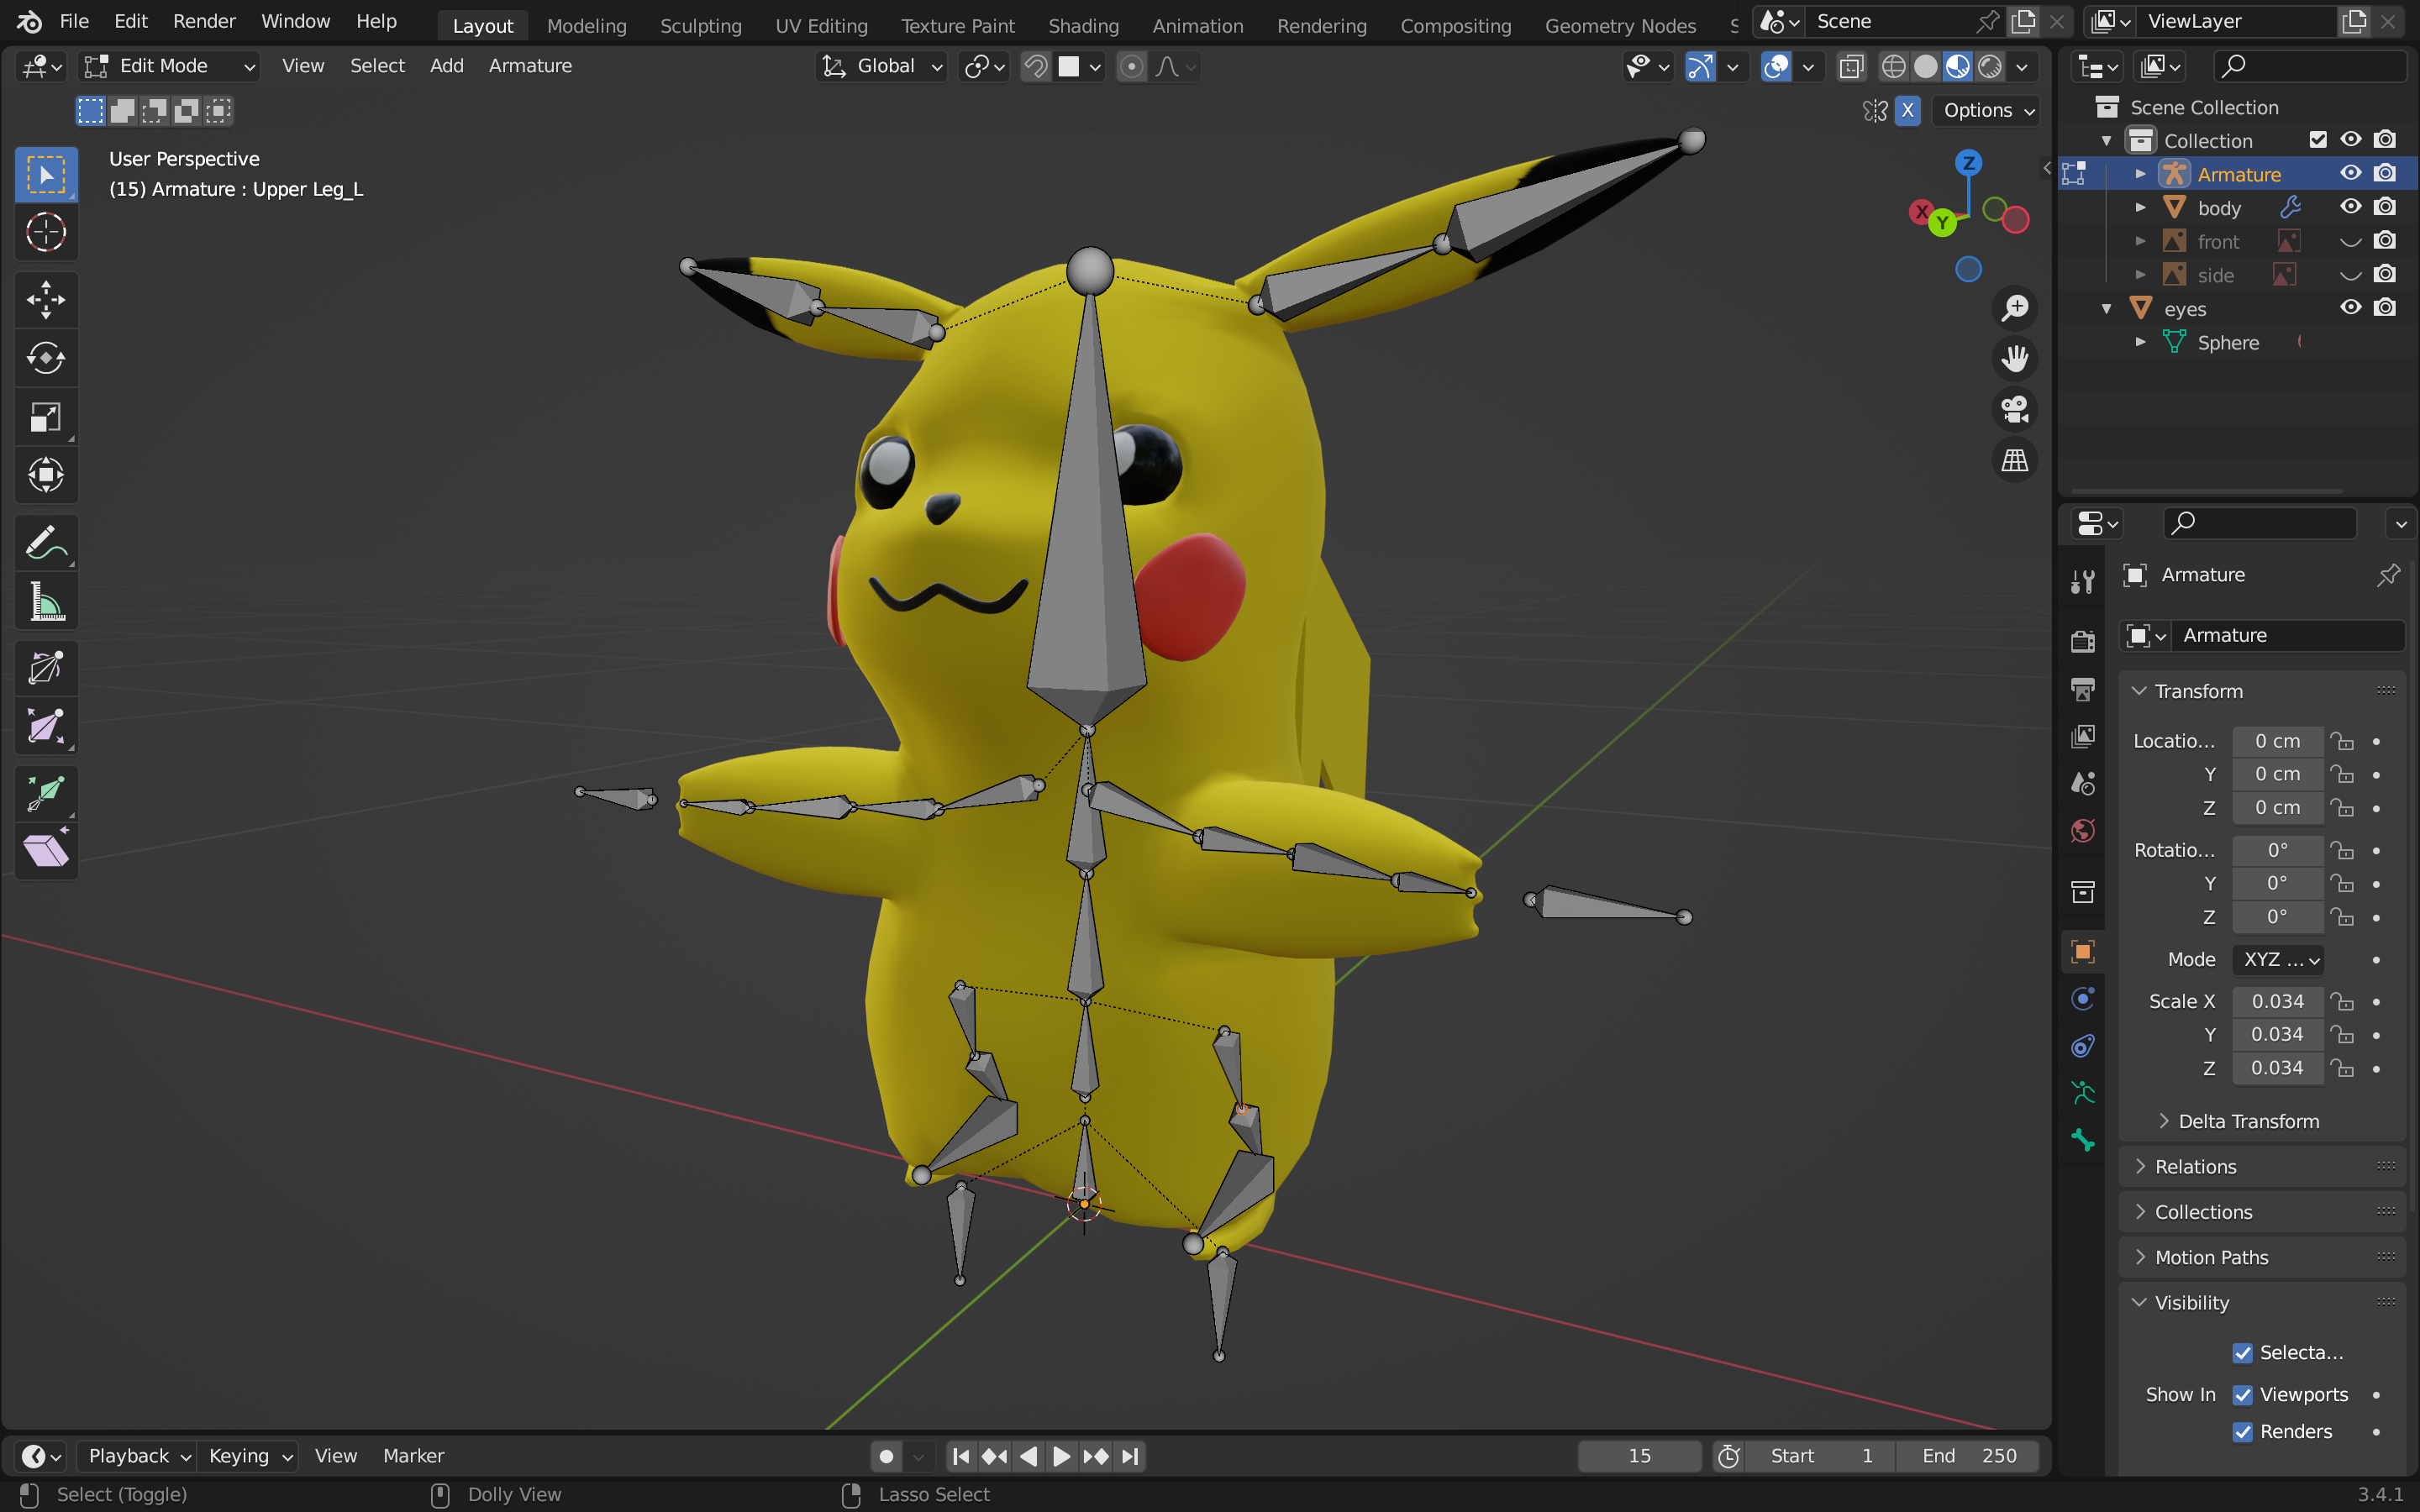 File Edit Render Window Help Layout Modeling Sculpting UV Editing Texture Paint Shading Animation Rendering Compositing Geometry Nodes Scene ViewLayer
Edit Mode View Select Add Armature Global
X Options
User Perspective
(15) Armature : Upper Leg_L
Z
X
Y
Scene Collection
Collection
Armature
body
front
side
eyes
Sphere
Armature
Armature
Transform
Locatio... 0 cm
Y 0 cm
Z 0 cm
Rotatio... 0°
Y 0°
Z 0°
Mode XYZ ...
Scale X 0.034
Y 0.034
Z 0.034
Delta Transform
Relations
Collections
Motion Paths
Visibility
Selecta...
Show In Viewports
Renders
Playback Keying View Marker 15 Start 1 End 250
Select (Toggle) Dolly View Lasso Select 3.4.1